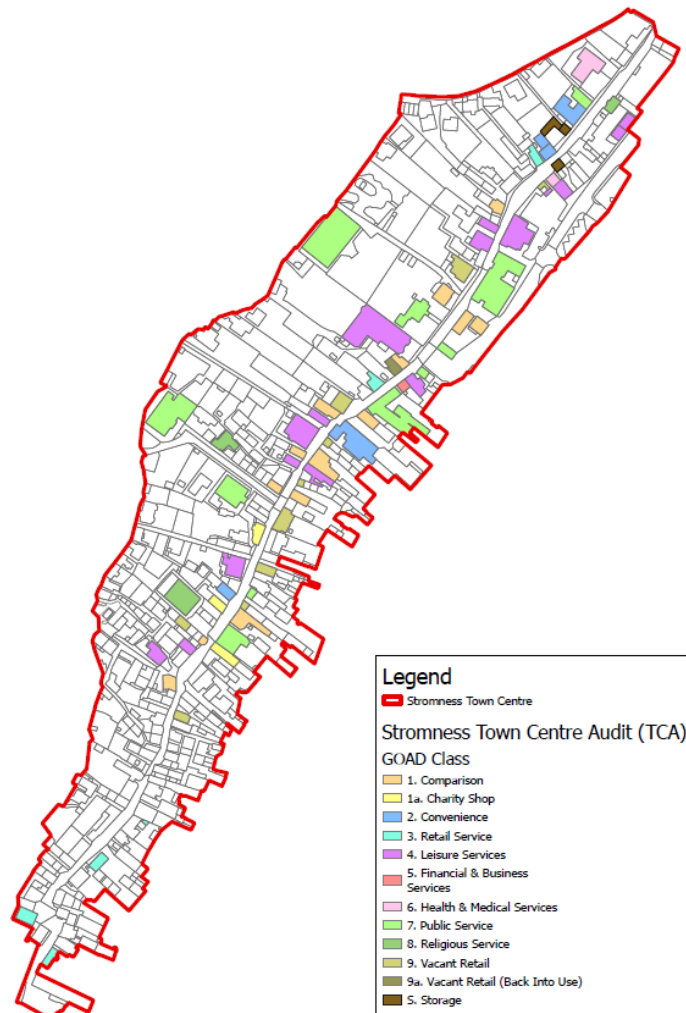 Legend
Stromness Town Centre
Stromness Town Centre Audit (TCA)
GOAD Class
1. Comparison
1a. Charity Shop
2. Convenience
3. Retail Service
4. Leisure Services
5. Financial & Business
Services
6. Health & Medical Services
7. Public Service
8. Religious Service
9. Vacant Retail
9a. Vacant Retail (Back Into Use)
S. Storage